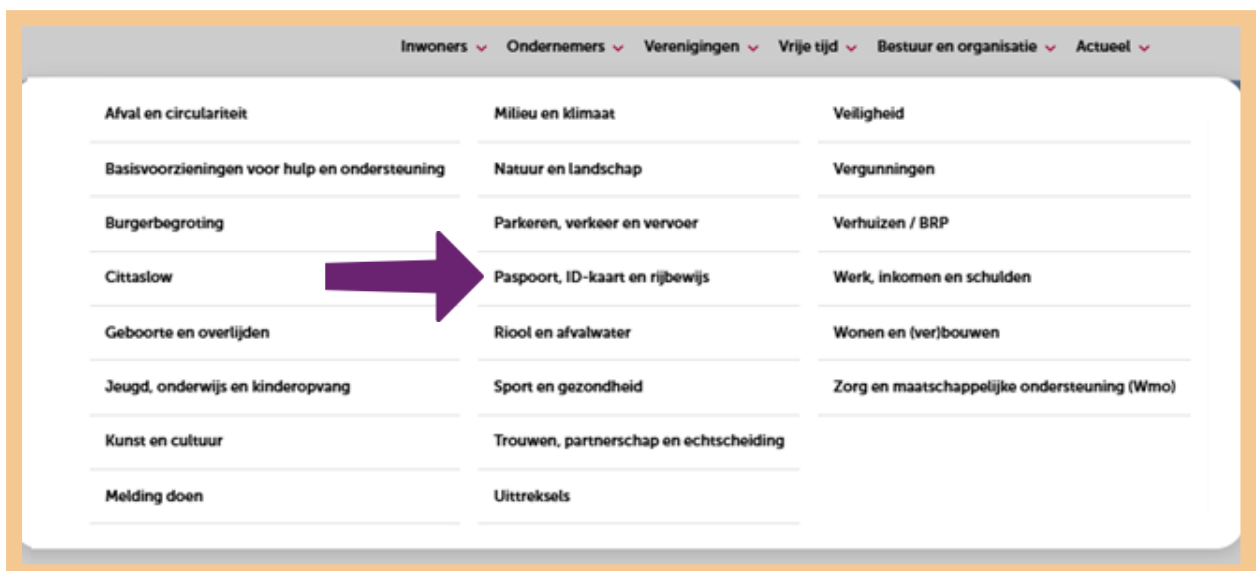 Inwoners Ondernemers Verenigingen Vrije tijd Bestuur en organisatie Actueel
Afval en circulariteit
Basisvoorzieningen voor hulp en ondersteuning
Burgerbegroting
Cittaslow
Geboorte en overlijden
Jeugd, onderwijs en kinderopvang
Kunst en cultuur
Melding doen
Milieu en klimaat
Natuur en landschap
Parkeren, verkeer en vervoer
Paspoort, ID-kaart en rijbewijs
Riool en afvalwater
Sport en gezondheid
Trouwen, partnerschap en echtscheiding
Uittreksels
Veiligheid
Vergunningen
Verhuizen / BRP
Werk, inkomen en schulden
Wonen en (ver)bouwen
Zorg en maatschappelijke ondersteuning (Wmo)